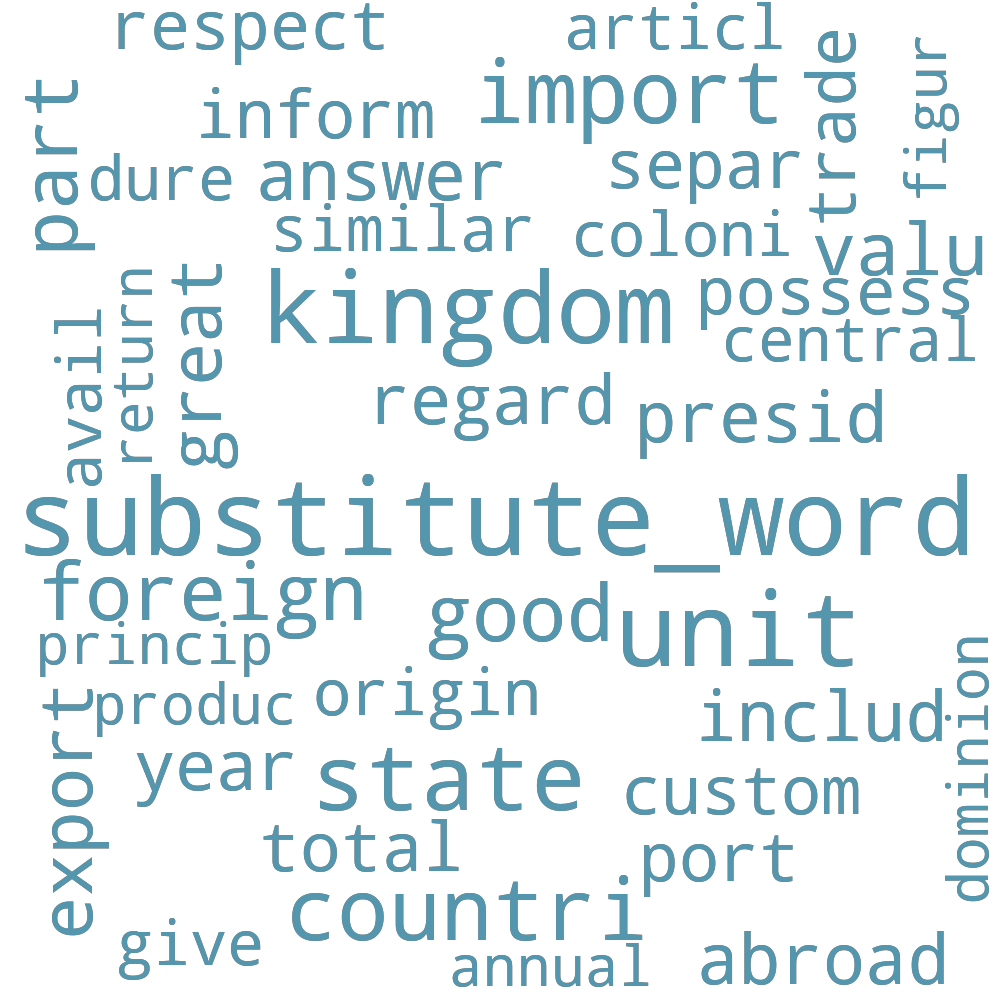 respect
articl
import
trade
figur
part
inform
dure
answer
separ
similar
coloni
valu
kingdom
possess
central
great
return
avail
regard
presid
substitute_word
foreign
good
unit
princip
produc
origin
includ
dominion
export
year
state
custom
total
port
countri
give
annual
abroad